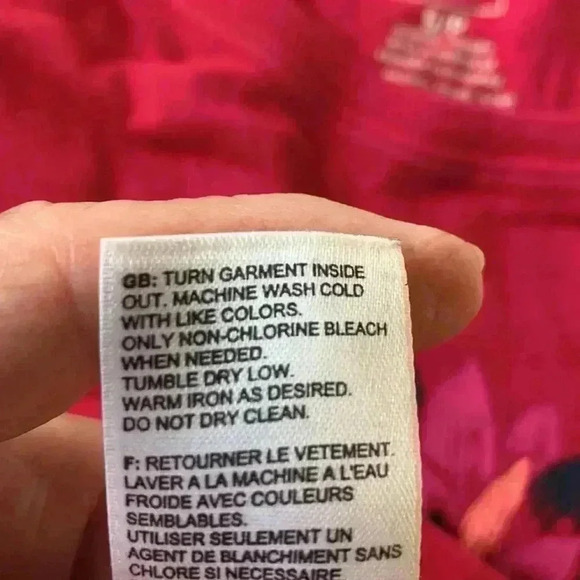 GB: TURN GARMENT INSIDE
OUT. MACHINE WASH COLD
WITH LIKE COLORS.
ONLY NON-CHLORINE BLEACH
WHEN NEEDED.
TUMBLE DRY LOW.
WARM IRON AS DESIRED.
DO NOT DRY CLEAN.
F: RETOURNER LE VETEMENT.
LAVER A LA MACHINE A L'EAU
FROIDE AVEC COULEURS
SEMBLABLES.
UTILISER SEULEMENT UN
AGENT DE BLANCHIMENT SANS
CHLORE SI NECESSAIRE